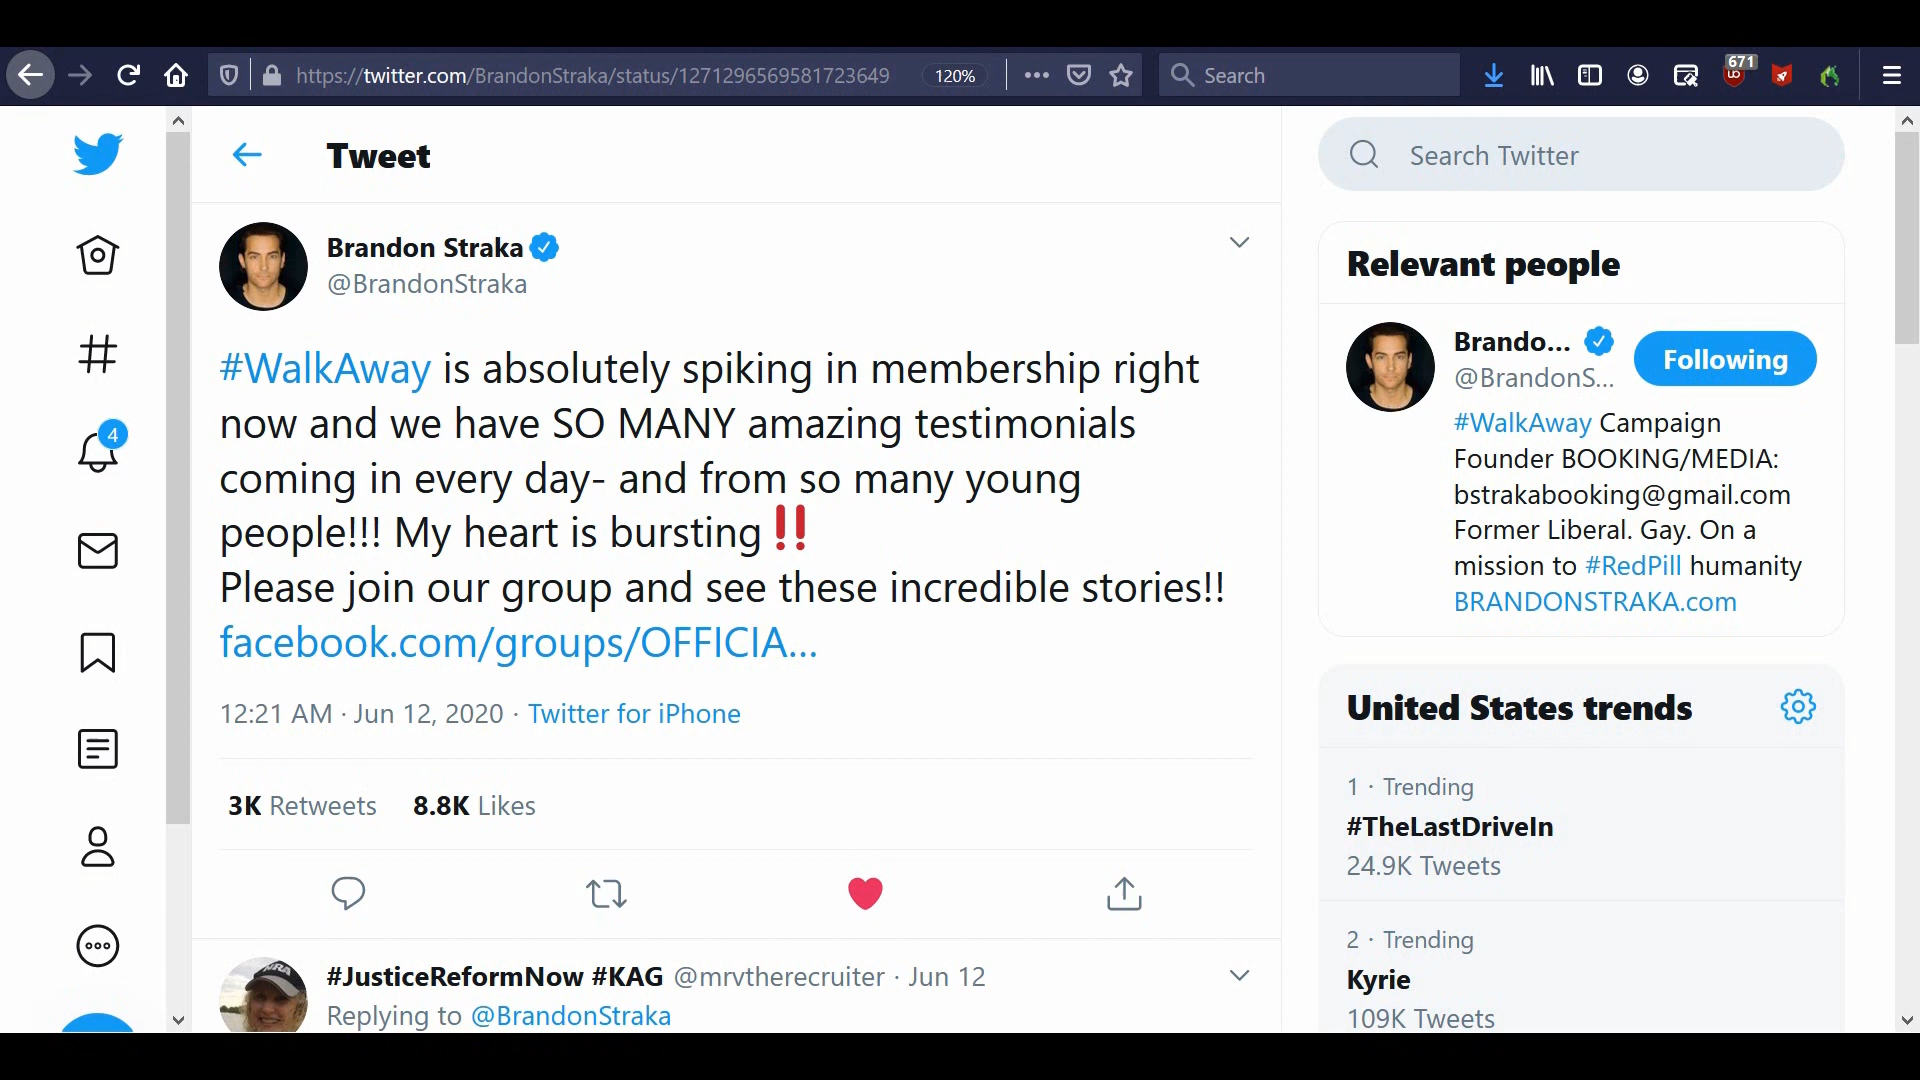 https://twitter.com/BrandonStraka/status/1271296569581723649
120%
Search
671
Tweet
Search Twitter
Brandon Straka
@BrandonStraka
#WalkAway is absolutely spiking in membership right
now and we have SO MANY amazing testimonials
coming in every day- and from so many young
people!!! My heart is bursting‼️
Please join our group and see these incredible stories!!
facebook.com/groups/OFFICIA...
12:21 AM · Jun 12, 2020 · Twitter for iPhone
3K Retweets 8.8K Likes
#JusticeReformNow #KAG @mrvtherecruiter · Jun 12
Replying to @BrandonStraka
4
Relevant people
Brando...
@BrandonS...
Following
#WalkAway Campaign
Founder BOOKING/MEDIA:
bstrakabooking@gmail.com
Former Liberal. Gay. On a
mission to #RedPill humanity
BRANDONSTRAKA.com
United States trends
1 · Trending
#TheLastDriveIn
24.9K Tweets
2 · Trending
Kyrie
109K Tweets